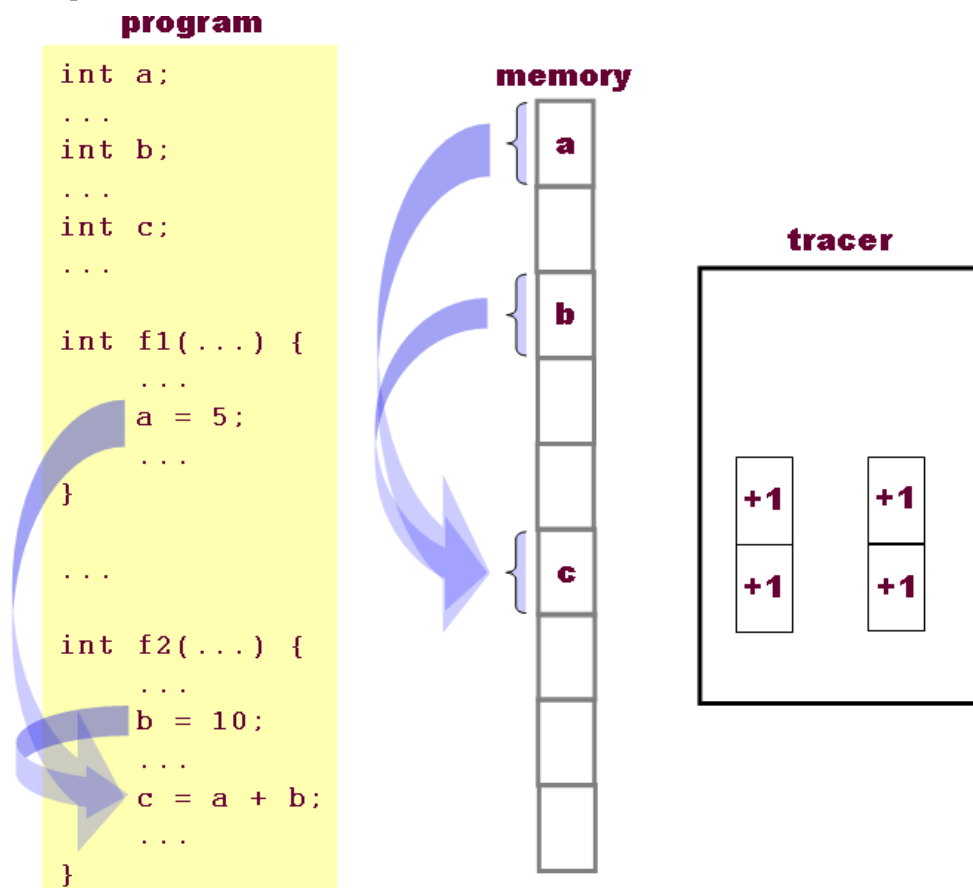 program
int a;
...
int b;
...
int c;
...
int f1(...) {
...
a = 5;
...
}
...
int f2(...) {
...
b = 10;
...
c = a + b;
...
}
memory
a
b
c
tracer
+1 +1
+1 +1